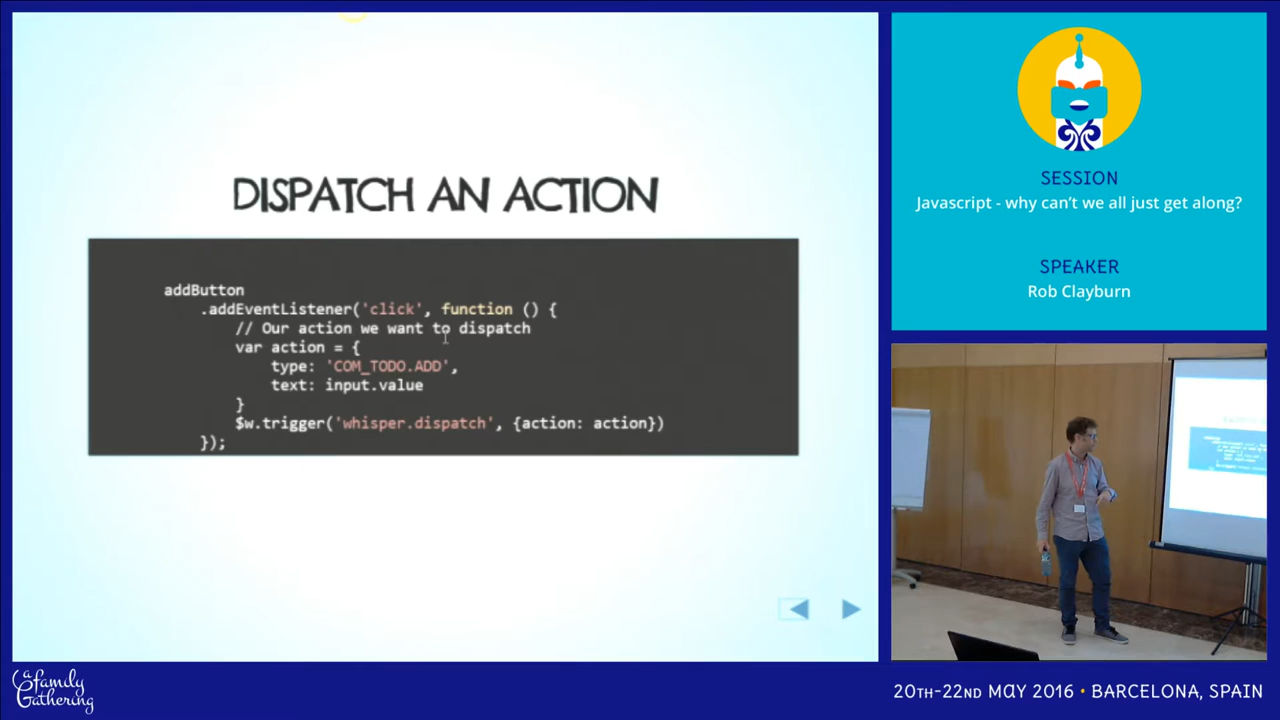 DISPATCH AN ACTION
addButton
.addEventListener('click', function () {
// Our action we want to dispatch
var action = {
type: 'COM_TODO.ADD',
text: input.value
}
$w.trigger('whisper.dispatch', {action: action})
});
SESSION
Javascript - why can't we all just get along?
SPEAKER
Rob Clayburn
a family
Gathering
20TH-22ND MAY 2016 • BARCELONA, SPAIN